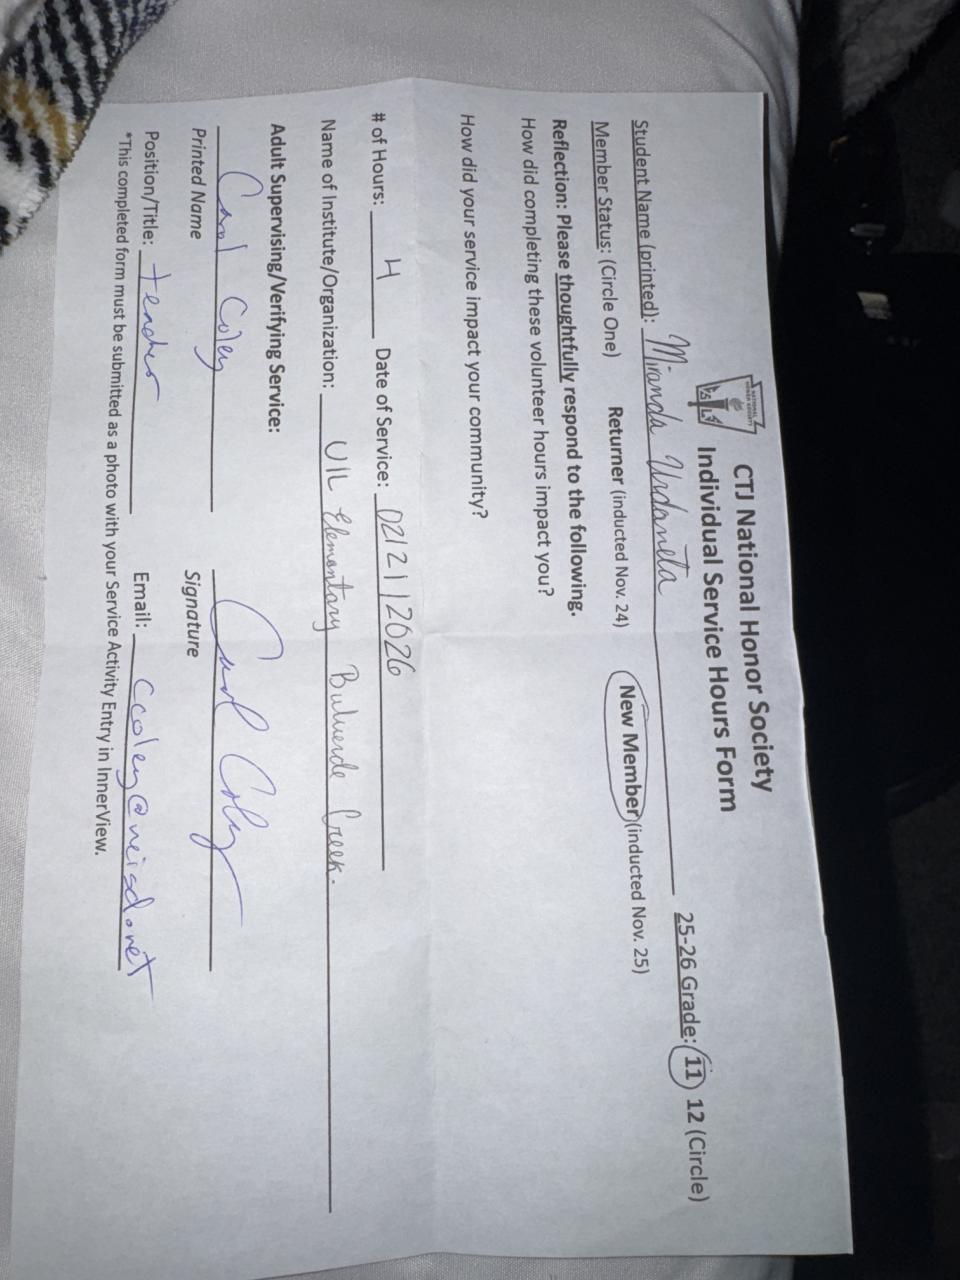 CTJ National Honor Society
Individual Service Hours Form
Student Name (printted): Miranda Urdaneta 25-26 Grade: 11 12 (Circle)
Member Status: (Circle One) Returner (inducted Nov. 24) New Member (inducted Nov. 25)
Reflection: Please thoughtfully respond to the following.
How did completing these volunteer hours impact you?
How did your service impact your community?
# of Hours: 4 Date of Service: 02/21/2026
Name of Institute/Organization: UIL Elementary Bulverde Creek.
Adult Supervising/Verifying Service:
Carol Coley Carol Coley
Printed Name Signature
Position/Title: teacher Email: ccoley@neisd.net
*This completed form must be submitted as a photo with your Service Activity Entry in InnerView.